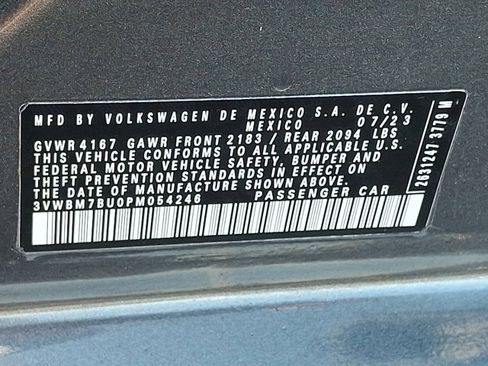 MFD BY VOLKSWAGEN DE MEXICO S.A. DE C.V.
MEXICO 07/23
GVWR 4167 GAWR FRONT 2183 / REAR 2094 LBS
THIS VEHICLE CONFORMS TO ALL APPLICABLE U.S.
FEDERAL MOTOR VEHICLE SAFETY, BUMPER AND
THEFT PREVENTION STANDARDS IN EFFECT ON
THE DATE OF MANUFACTURE SHOWN ABOVE
3VWBM7BU0PM054246 PASSENGER CAR
2031247 3779 M